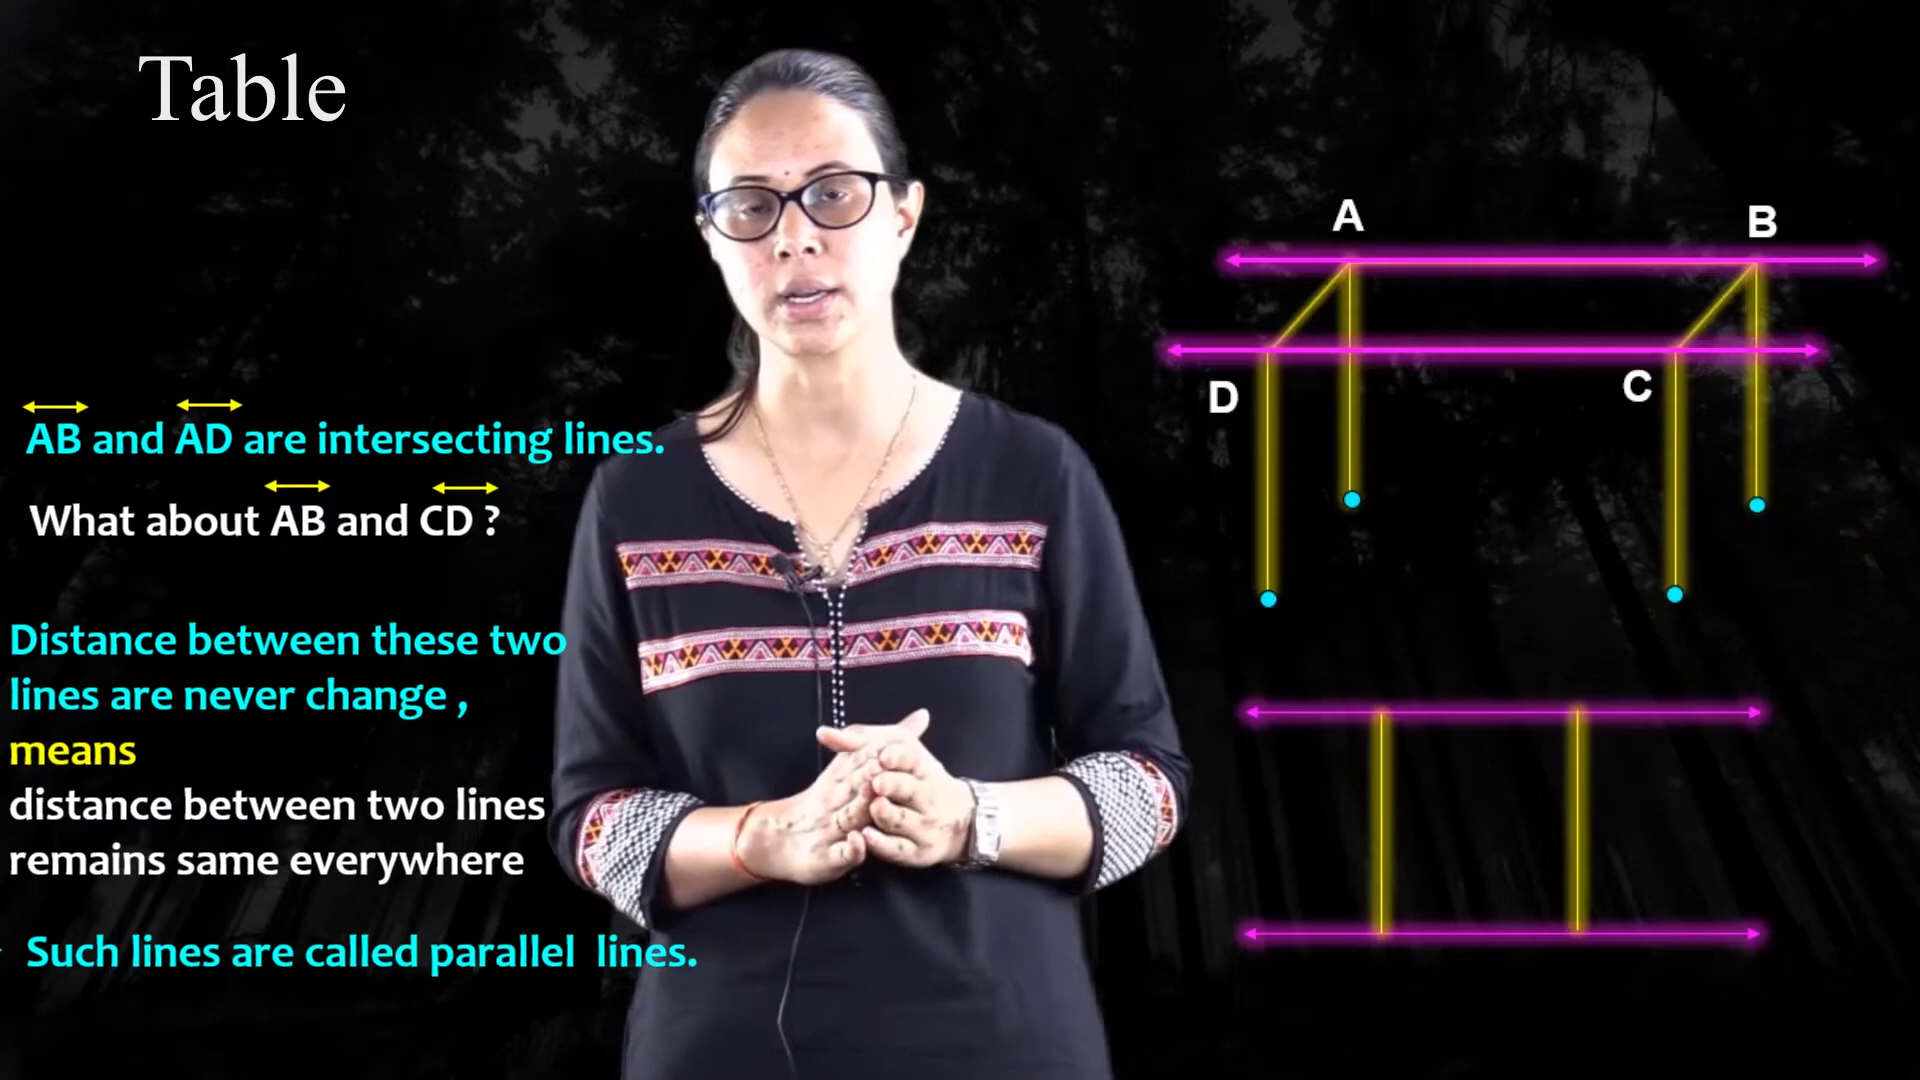 Table
AB and AD are intersecting lines.
What about AB and CD ?
Distance between these two
lines are never change ,
means
distance between two lines
remains same everywhere
Such lines are called parallel  lines.
A
B
D
C